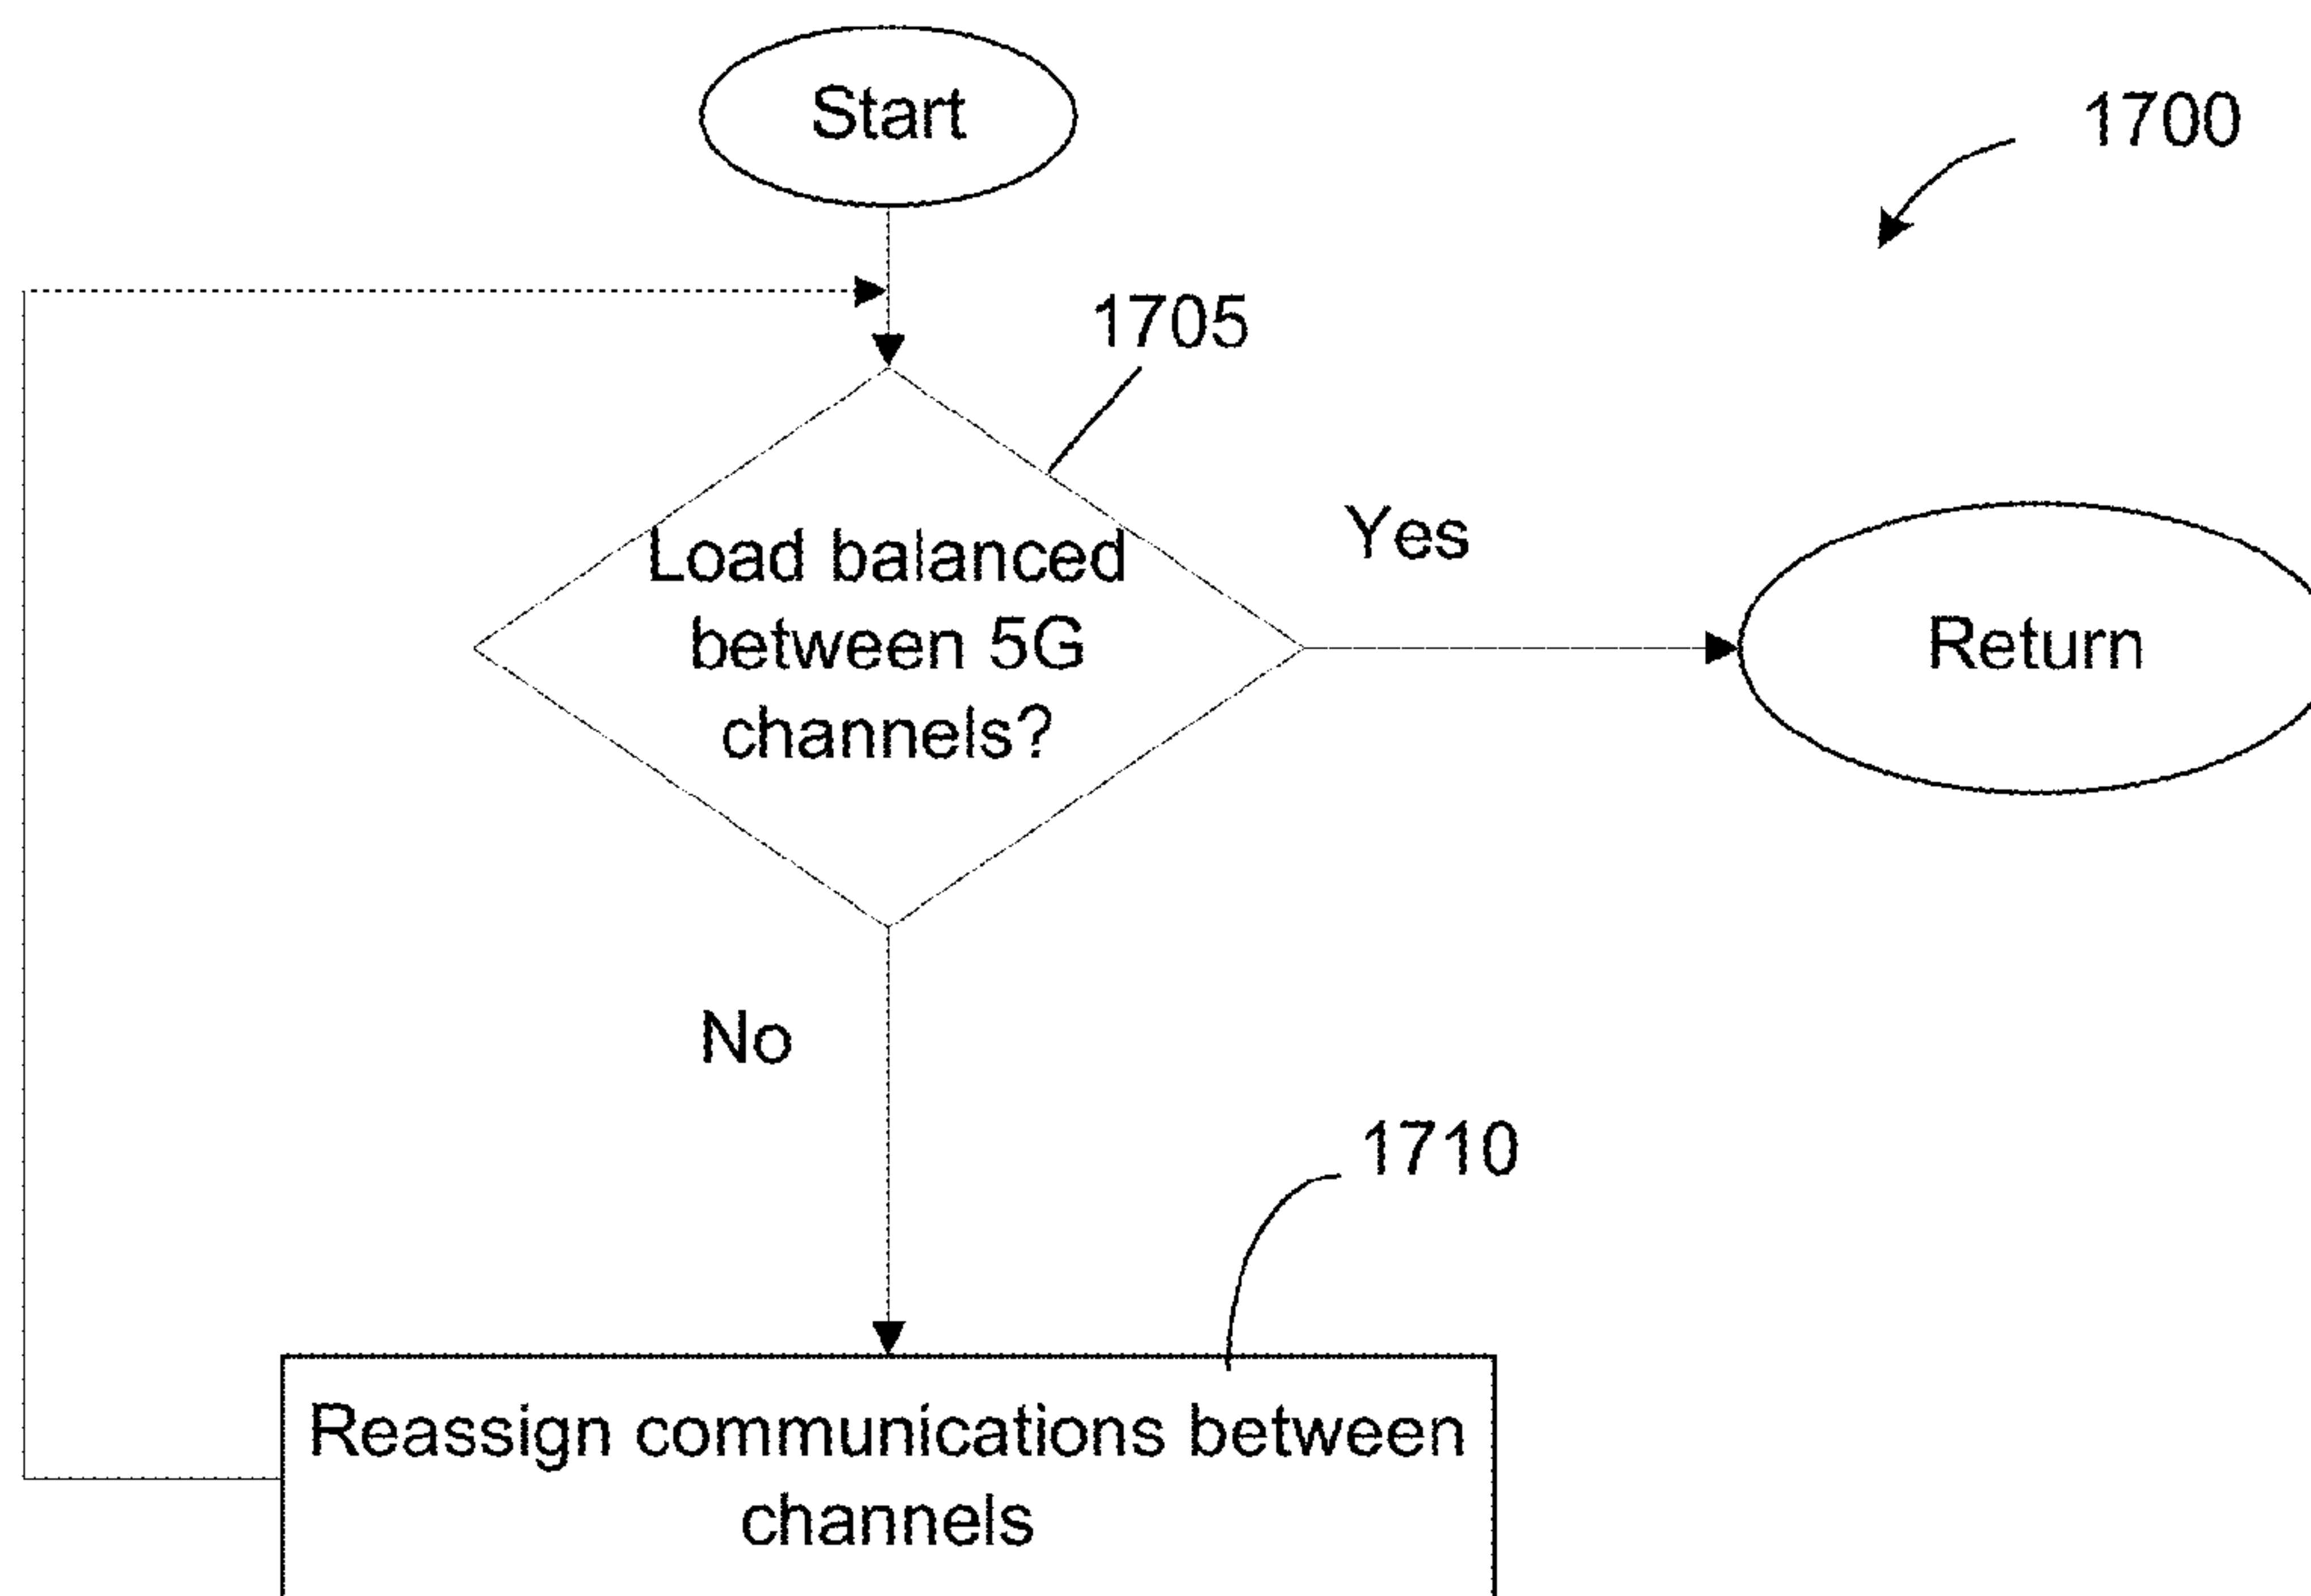 Start
1700
1705
Load balanced
between 5G
channels?
Yes
Return
No
1710
Reassign communications between
channels